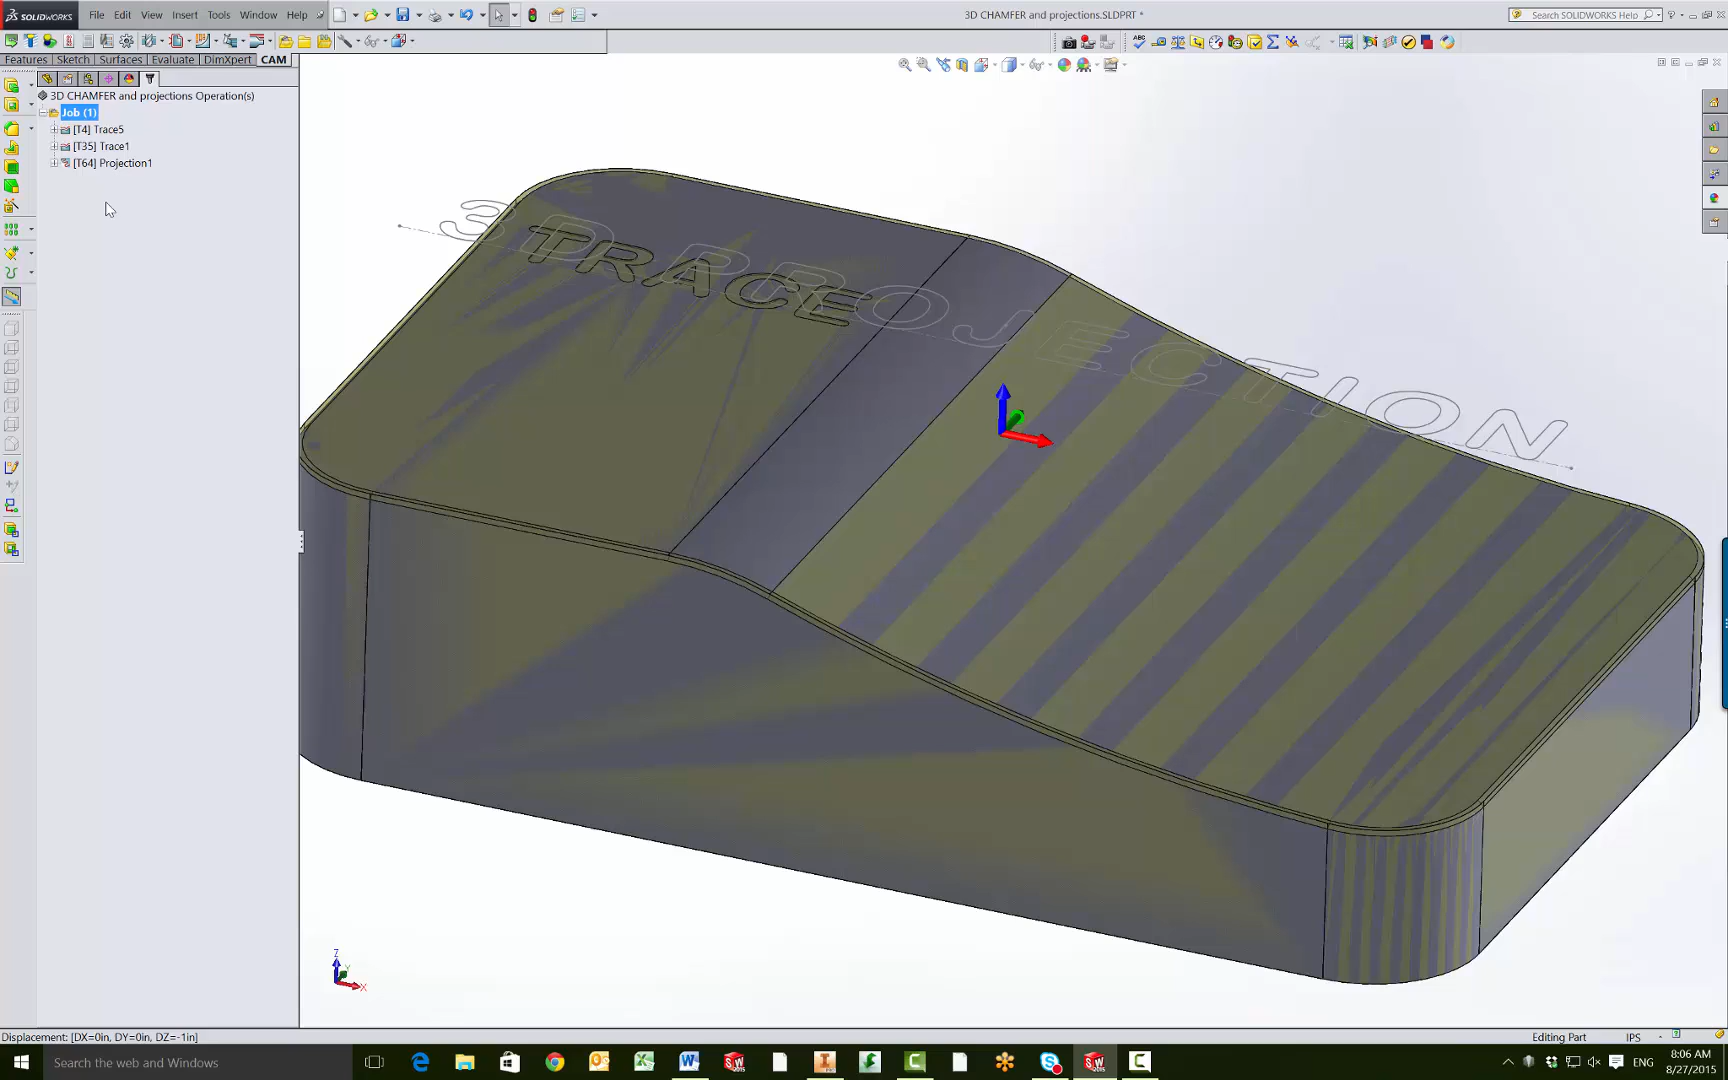 SOLIDWORKS
File Edit View Insert Tools Window Help
3D CHAMFER and projections.SLDPRT *
Search SOLIDWORKS Help
Features Sketch Surfaces Evaluate DimXpert CAM
3D CHAMFER and projections Operation(s)
Job (1)
[T4] Trace5
[T35] Trace1
[T64] Projection1
3D PROJECTION
TRACE
Z
Y
X
Displacement: [DX=0in, DY=0in, DZ=-1in]
Editing Part
IPS
Search the web and Windows
ENG
8:06 AM
8/27/2015